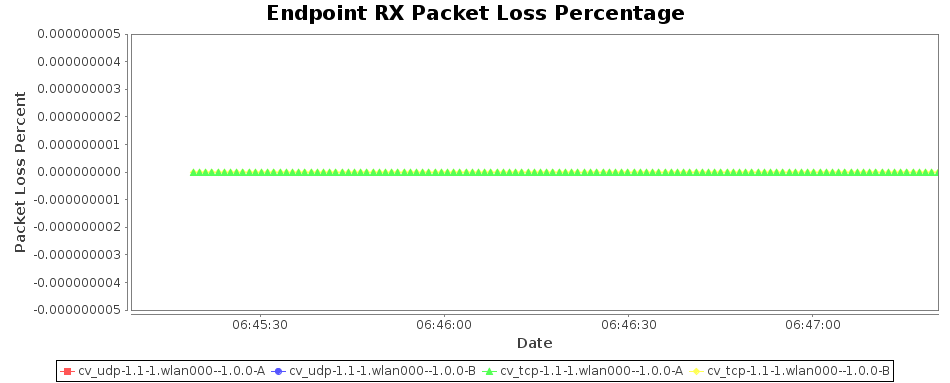 Endpoint RX Packet Loss Percentage
Packet Loss Percent
0.000000005
0.000000004
0.000000003
0.000000002
0.000000001
0.000000000
-0.000000001
-0.000000002
-0.000000003
-0.000000004
-0.000000005
06:45:30 06:46:00 06:46:30 06:47:00
Date
cv_udp-1.1-1.wlan000--1.0.0-A cv_udp-1.1-1.wlan000--1.0.0-B cv_tcp-1.1-1.wlan000--1.0.0-A cv_tcp-1.1-1.wlan000--1.0.0-B